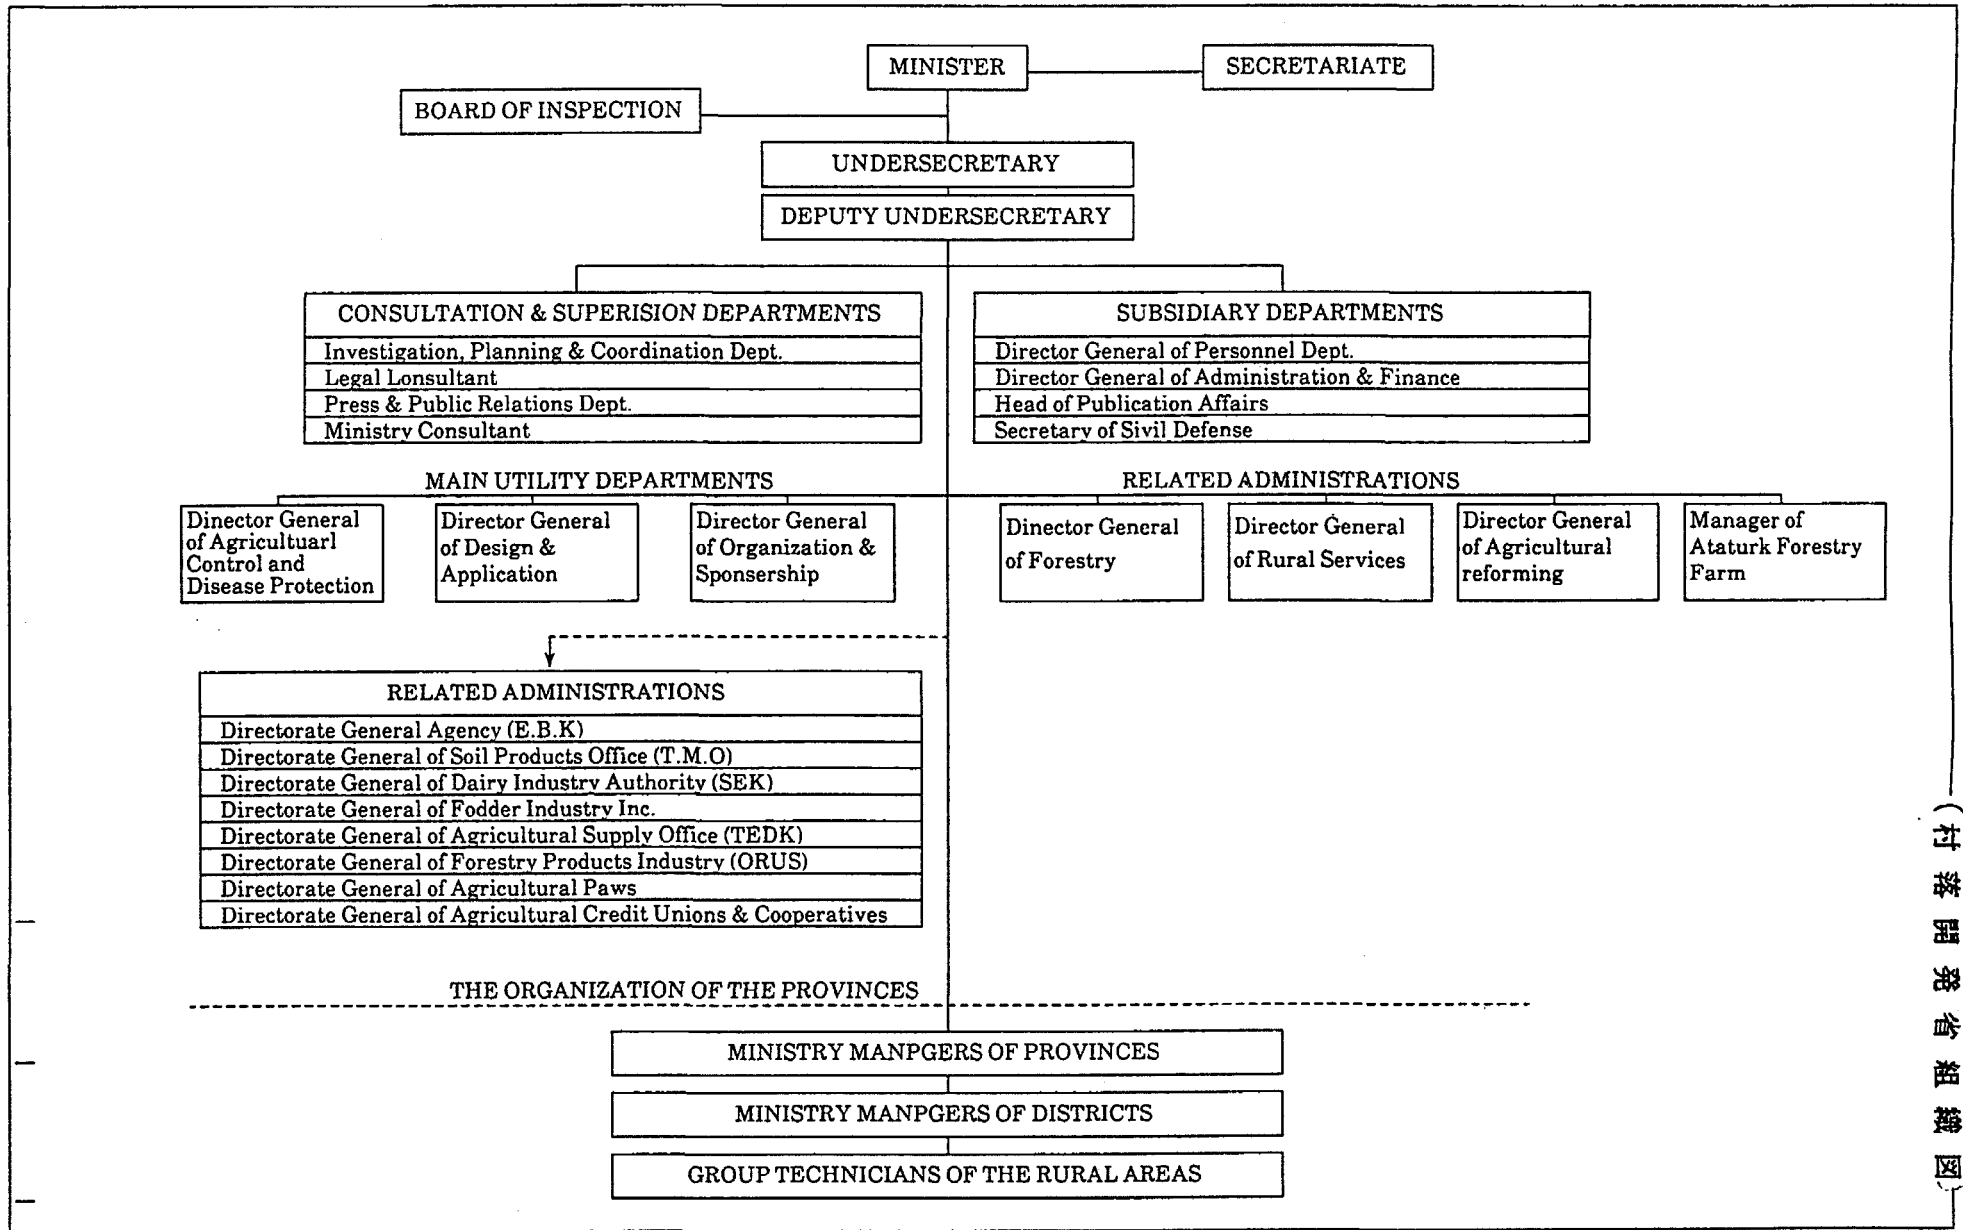 MINISTER
SECRETARIATE
BOARD OF INSPECTION
UNDERSECRETARY
DEPUTY UNDERSECRETARY
CONSULTATION & SUPERISION DEPARTMENTS
Investigation, Planning & Coordination Dept.
Legal Lonsultant
Press & Public Relations Dept.
Ministry Consultant
SUBSIDIARY DEPARTMENTS
Director General of Personnel Dept.
Director General of Administration & Finance
Head of Publication Affairs
Secretary of Sivil Defense
MAIN UTILITY DEPARTMENTS
Dinector General
of Agricultuarl
Control and
Disease Protection
Director General
of Design &
Application
Director General
of Organization &
Sponsership
RELATED ADMINISTRATIONS
Dinector General
of Forestry
Director General
of Rural Services
Director General
of Agricultural
reforming
Manager of
Ataturk Forestry
Farm
RELATED ADMINISTRATIONS
Directorate General Agency (E.B.K)
Directorate General of Soil Products Office (T.M.O)
Directorate General of Dairy Industry Authority (SEK)
Directorate General of Fodder Industry Inc.
Directorate General of Agricultural Supply Office (TEDK)
Directorate General of Forestry Products Industry (ORUS)
Directorate General of Agricultural Paws
Directorate General of Agricultural Credit Unions & Cooperatives
THE ORGANIZATION OF THE PROVINCES
MINISTRY MANPGERS OF PROVINCES
MINISTRY MANPGERS OF DISTRICTS
GROUP TECHNICIANS OF THE RURAL AREAS
(村落開発省組織図)